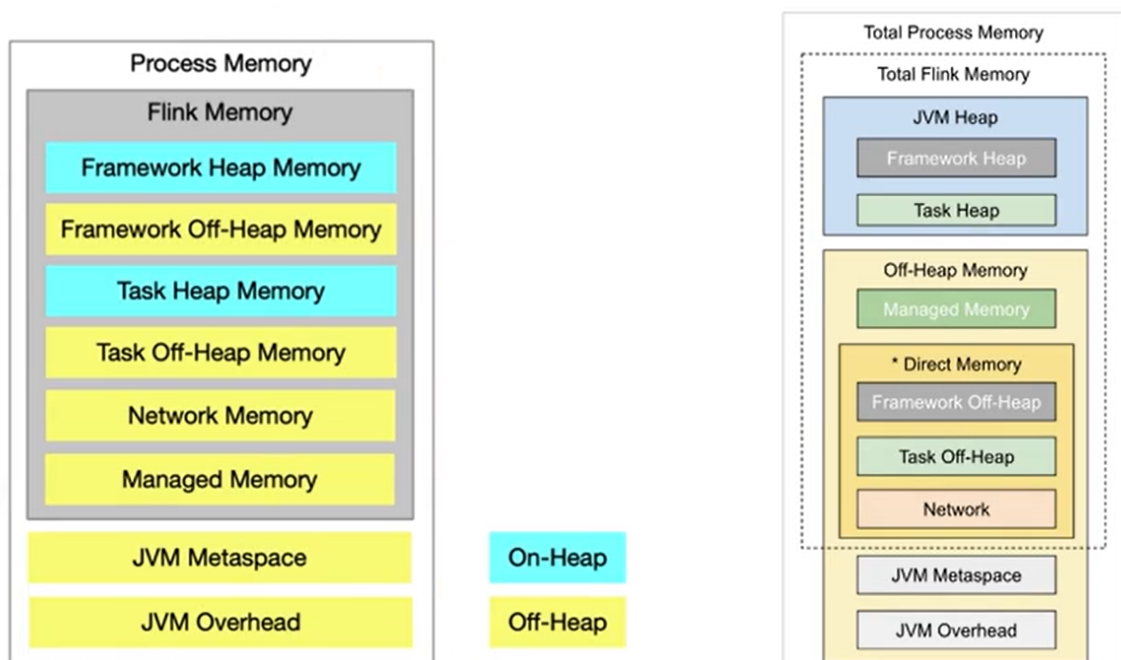 Process Memory
Flink Memory
Framework Heap Memory
Framework Off-Heap Memory
Task Heap Memory
Task Off-Heap Memory
Network Memory
Managed Memory
JVM Metaspace
JVM Overhead
On-Heap
Off-Heap
Total Process Memory
Total Flink Memory
JVM Heap
Framework Heap
Task Heap
Off-Heap Memory
Managed Memory
* Direct Memory
Framework Off-Heap
Task Off-Heap
Network
JVM Metaspace
JVM Overhead